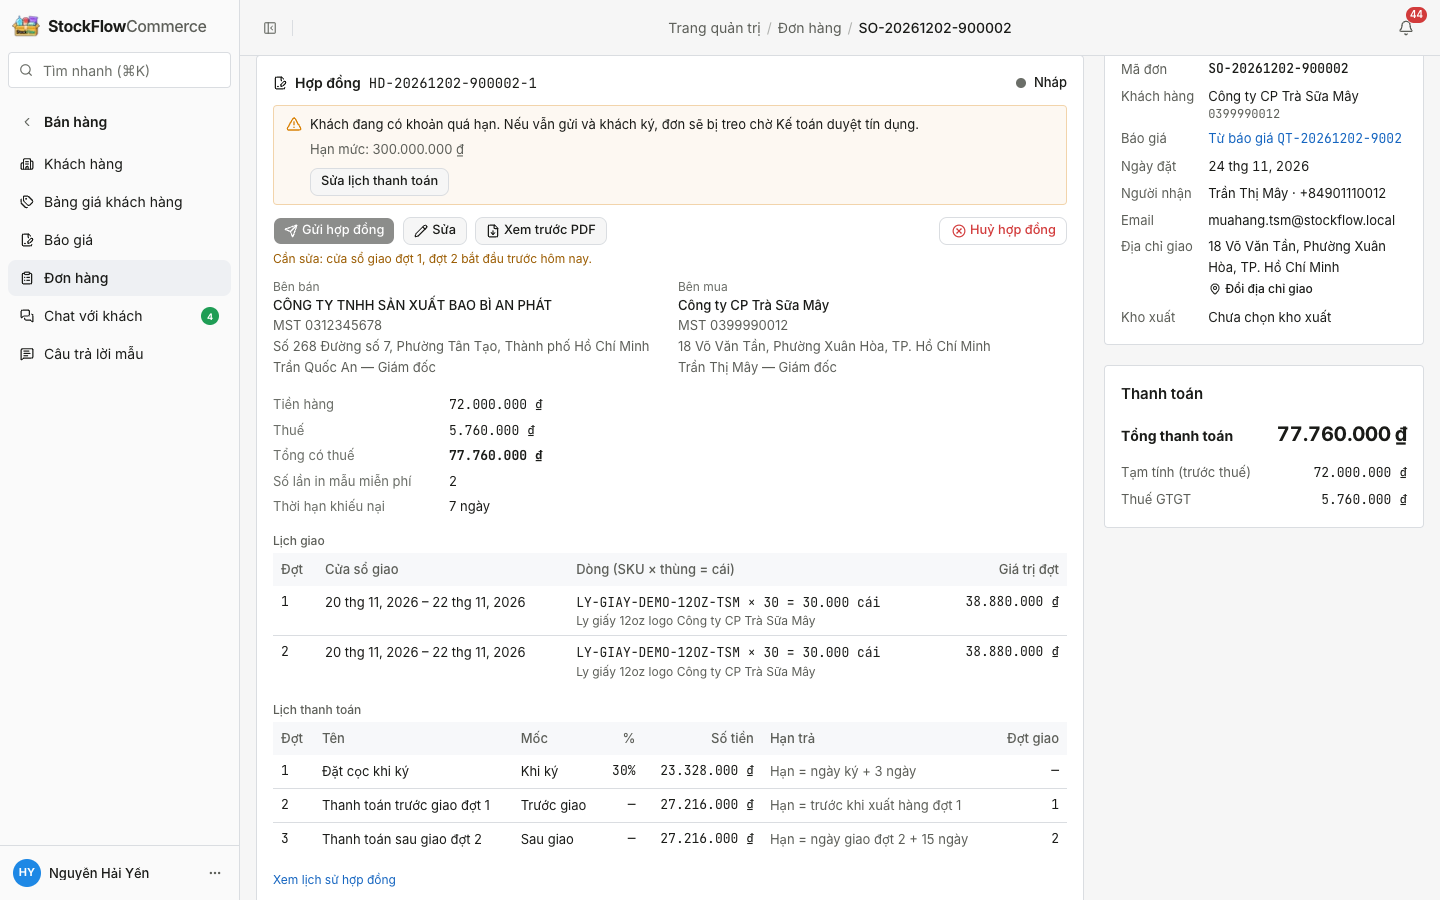 StockFlowCommerce
Tìm nhanh (⌘K)
Bán hàng
Khách hàng
Bảng giá khách hàng
Báo giá
Đơn hàng
Chat với khách
4
Câu trả lời mẫu
HY
Nguyễn Hải Yến
Trang quản trị / Đơn hàng / SO-20261202-900002
44
Hợp đồng HD-20261202-900002-1
Nháp
Khách đang có khoản quá hạn. Nếu vẫn gửi và khách ký, đơn sẽ bị treo chờ Kế toán duyệt tín dụng.
Hạn mức: 300.000.000 ₫
Sửa lịch thanh toán
Gửi hợp đồng
Sửa
Xem trước PDF
Huỷ hợp đồng
Cần sửa: cửa sổ giao đợt 1, đợt 2 bắt đầu trước hôm nay.
Bên bán
CÔNG TY TNHH SẢN XUẤT BAO BÌ AN PHÁT
MST 0312345678
Số 268 Đường số 7, Phường Tân Tạo, Thành phố Hồ Chí Minh
Trần Quốc An — Giám đốc
Bên mua
Công ty CP Trà Sữa Mây
MST 0399990012
18 Võ Văn Tần, Phường Xuân Hòa, TP. Hồ Chí Minh
Trần Thị Mây — Giám đốc
Tiền hàng 72.000.000 ₫
Thuế 5.760.000 ₫
Tổng có thuế 77.760.000 ₫
Số lần in mẫu miễn phí 2
Thời hạn khiếu nại 7 ngày
Lịch giao
Đợt Cửa sổ giao Dòng (SKU × thùng = cái) Giá trị đợt
1 20 thg 11, 2026 – 22 thg 11, 2026 LY-GIAY-DEMO-12OZ-TSM × 30 = 30.000 cái 38.880.000 ₫
Ly giấy 12oz logo Công ty CP Trà Sữa Mây
2 20 thg 11, 2026 – 22 thg 11, 2026 LY-GIAY-DEMO-12OZ-TSM × 30 = 30.000 cái 38.880.000 ₫
Ly giấy 12oz logo Công ty CP Trà Sữa Mây
Lịch thanh toán
Đợt Tên Mốc % Số tiền Hạn trả Đợt giao
1 Đặt cọc khi ký Khi ký 30% 23.328.000 ₫ Hạn = ngày ký + 3 ngày —
2 Thanh toán trước giao đợt 1 Trước giao — 27.216.000 ₫ Hạn = trước khi xuất hàng đợt 1 1
3 Thanh toán sau giao đợt 2 Sau giao — 27.216.000 ₫ Hạn = ngày giao đợt 2 + 15 ngày 2
Xem lịch sử hợp đồng
Mã đơn SO-20261202-900002
Khách hàng Công ty CP Trà Sữa Mây
0399990012
Báo giá Từ báo giá QT-20261202-9002
Ngày đặt 24 thg 11, 2026
Người nhận Trần Thị Mây · +84901110012
Email muahang.tsm@stockflow.local
Địa chỉ giao 18 Võ Văn Tần, Phường Xuân
Hòa, TP. Hồ Chí Minh
Đổi địa chỉ giao
Kho xuất Chưa chọn kho xuất
Thanh toán
Tổng thanh toán 77.760.000 ₫
Tạm tính (trước thuế) 72.000.000 ₫
Thuế GTGT 5.760.000 ₫